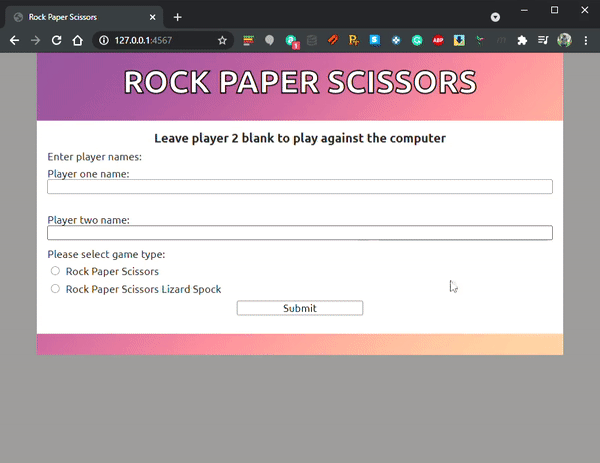 Rock Paper Scissors
127.0.0.1:4567
1
ABP
ROCK PAPER SCISSORS
Leave player 2 blank to play against the computer
Enter player names:
Player one name:
Player two name:
Please select game type:
Rock Paper Scissors
Rock Paper Scissors Lizard Spock
Submit